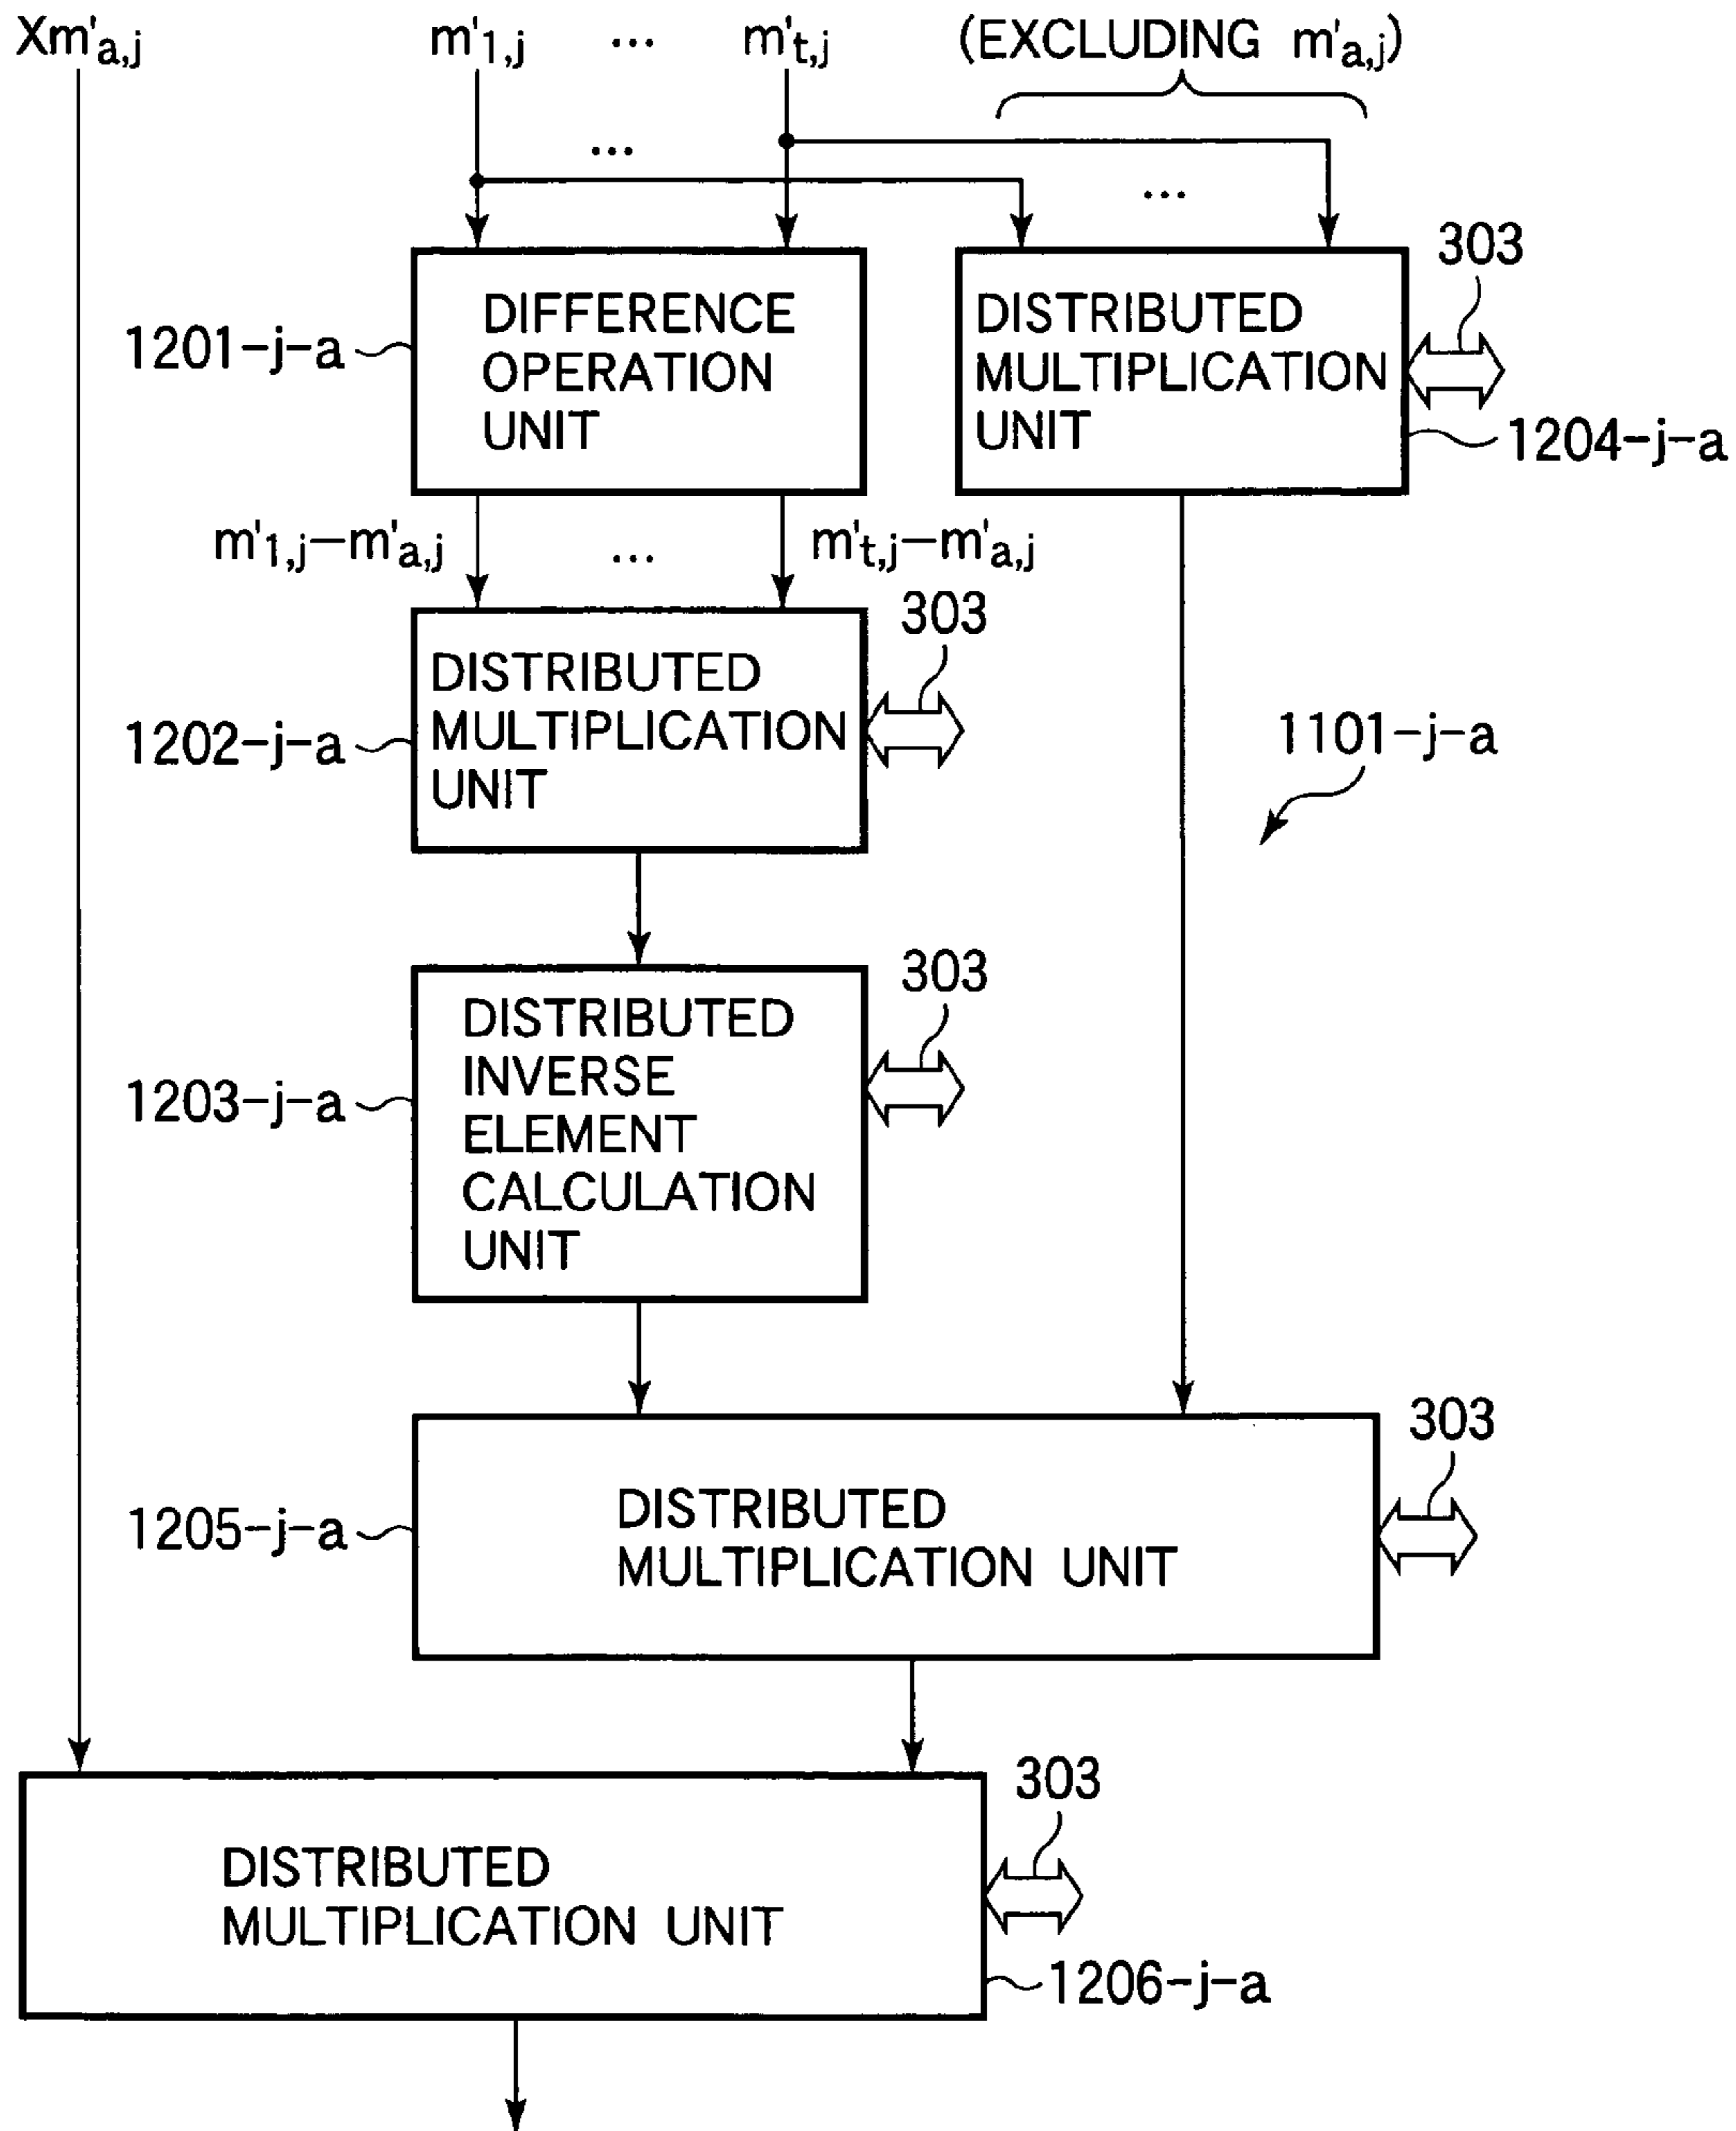 Xm'a,j m'1,j ... m't,j (EXCLUDING m'a,j)
...
...
303
DIFFERENCE
OPERATION
UNIT
1201-j-a
DISTRIBUTED
MULTIPLICATION
UNIT
1204-j-a
m'1,j−m'a,j ... m't,j−m'a,j
303
DISTRIBUTED
MULTIPLICATION
UNIT
1202-j-a
1101-j-a
303
DISTRIBUTED
INVERSE
ELEMENT
CALCULATION
UNIT
1203-j-a
303
DISTRIBUTED
MULTIPLICATION UNIT
1205-j-a
303
DISTRIBUTED
MULTIPLICATION UNIT
1206-j-a